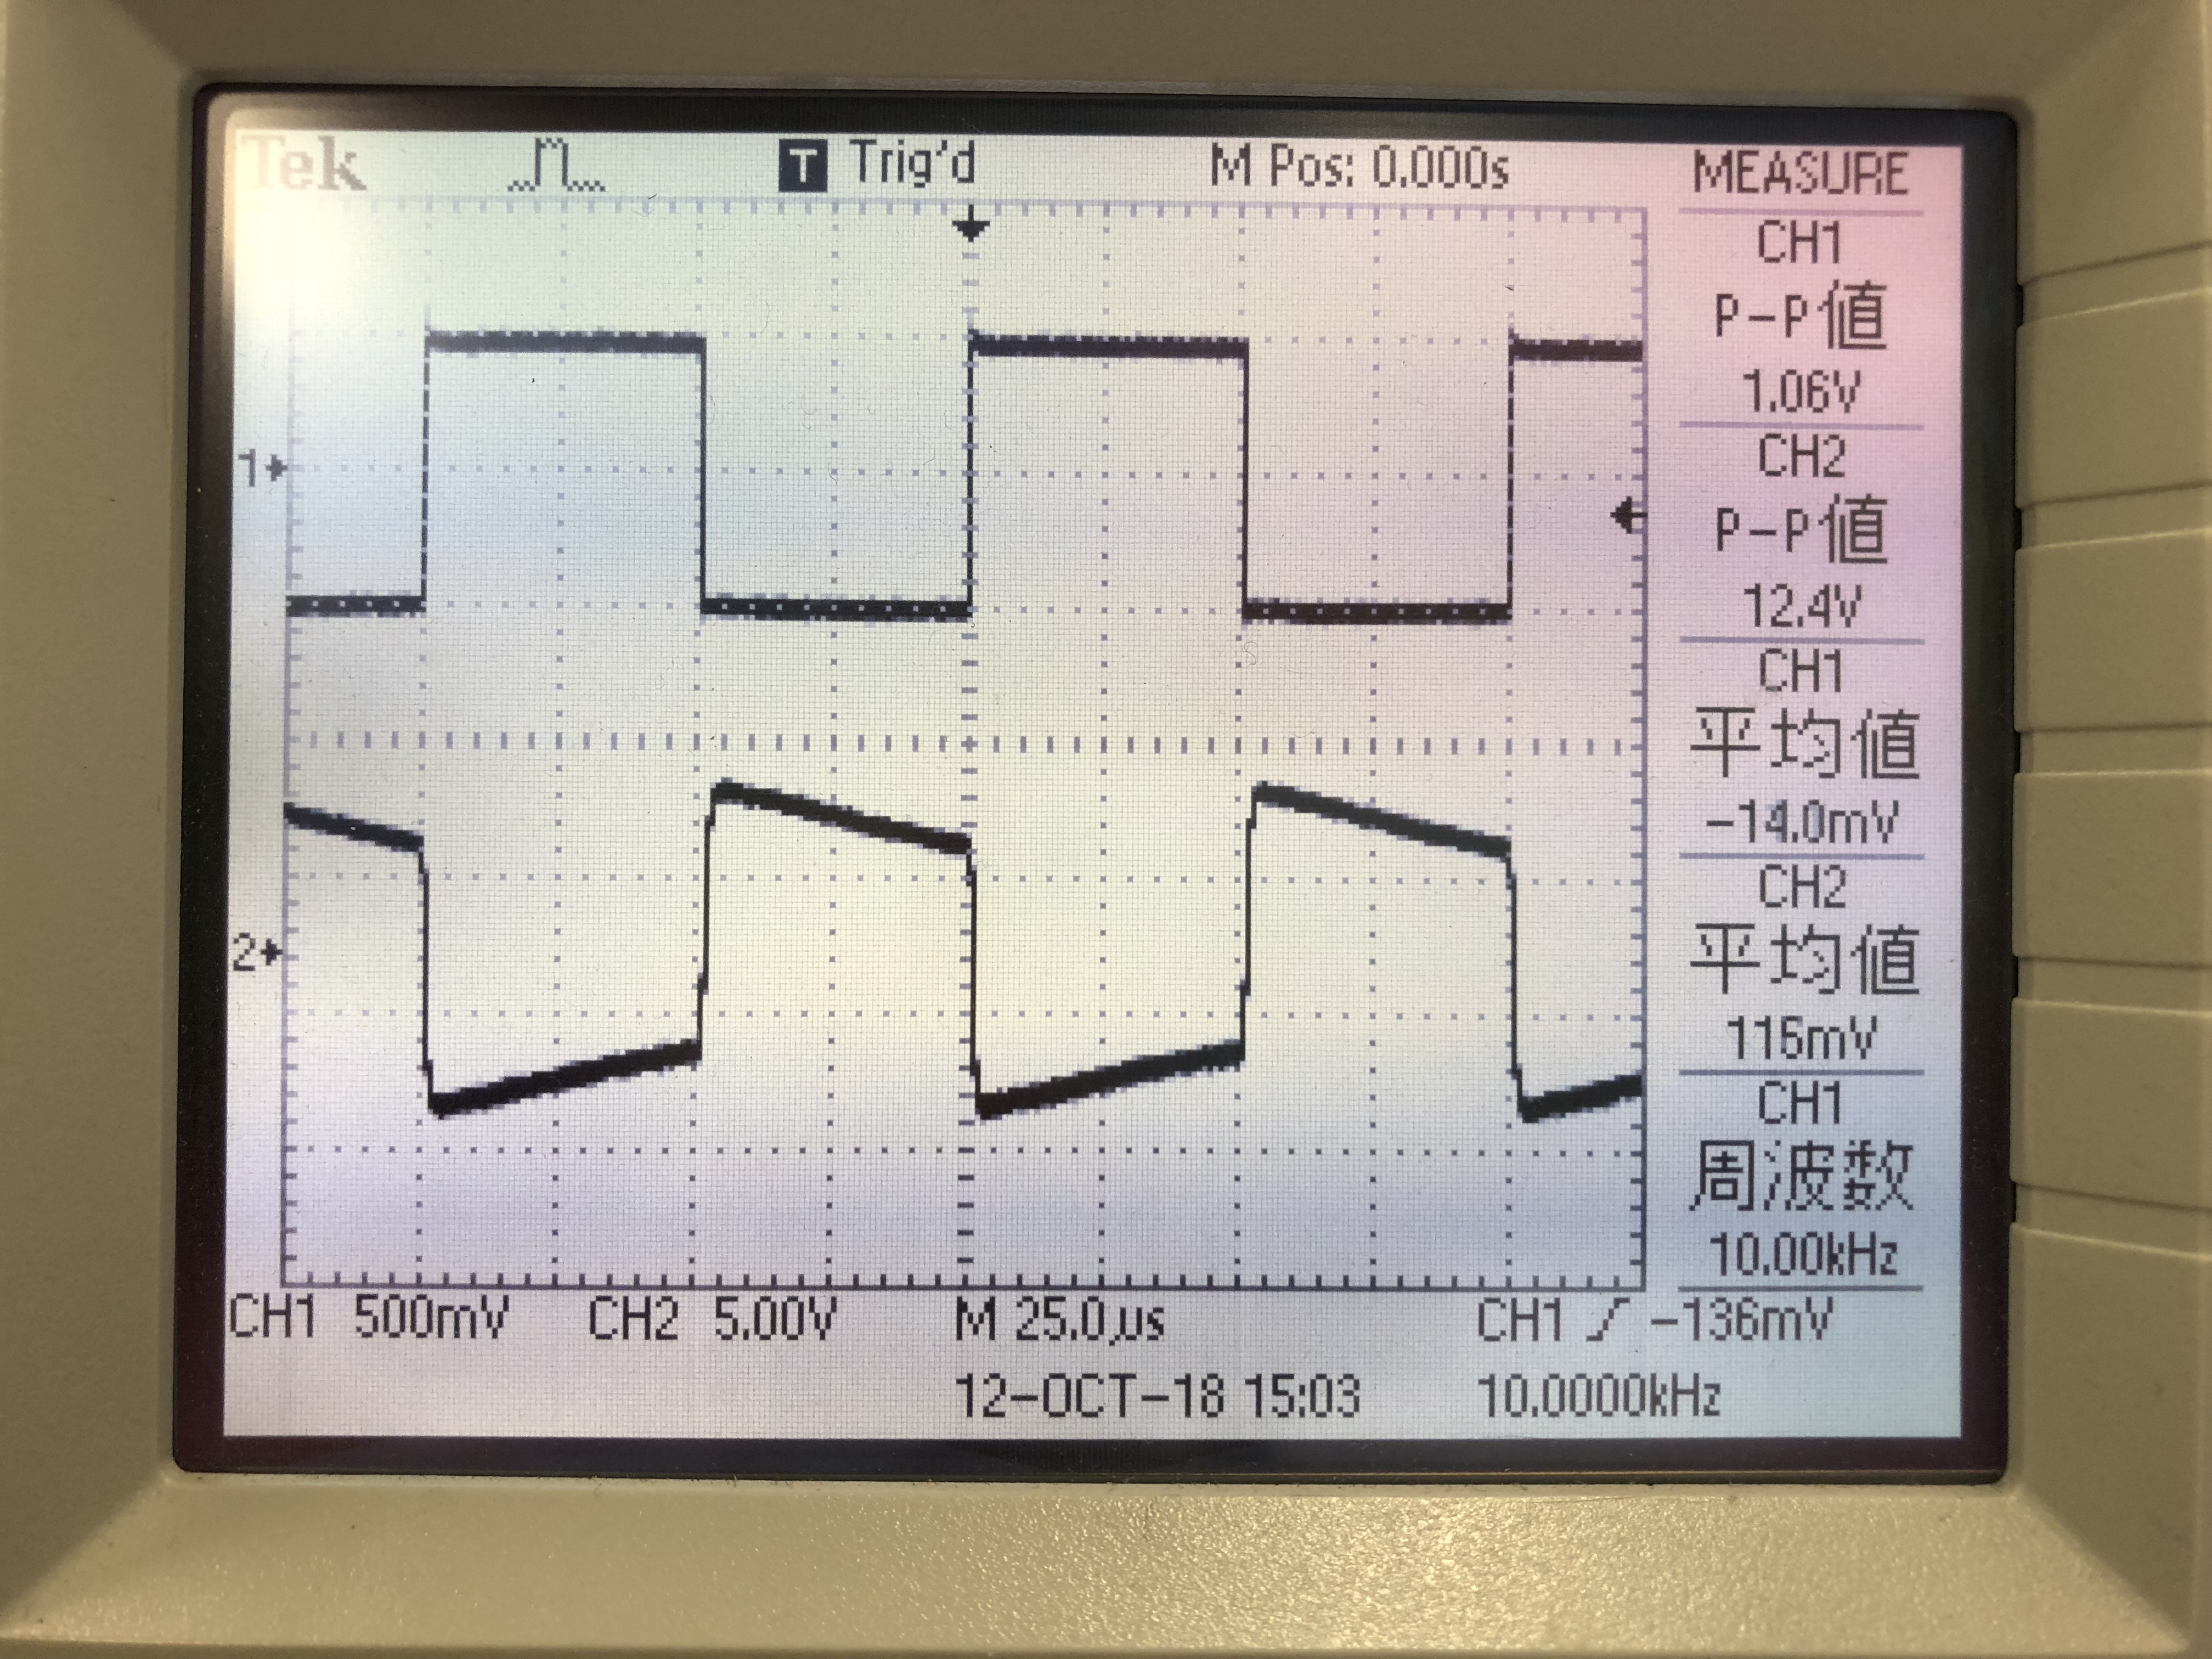 Tek T Trig'd M Pos: 0.000s MEASURE
CH1
P-P値
1.06V
CH2
P-P値
12.4V
CH1
平均値
-14.0mV
CH2
平均値
115mV
CH1
周波数
10.00kHz
1
2
CH1 500mV CH2 5.00V M 25.0µs CH1 -136mV
12-OCT-18 15:03 10.0000kHz